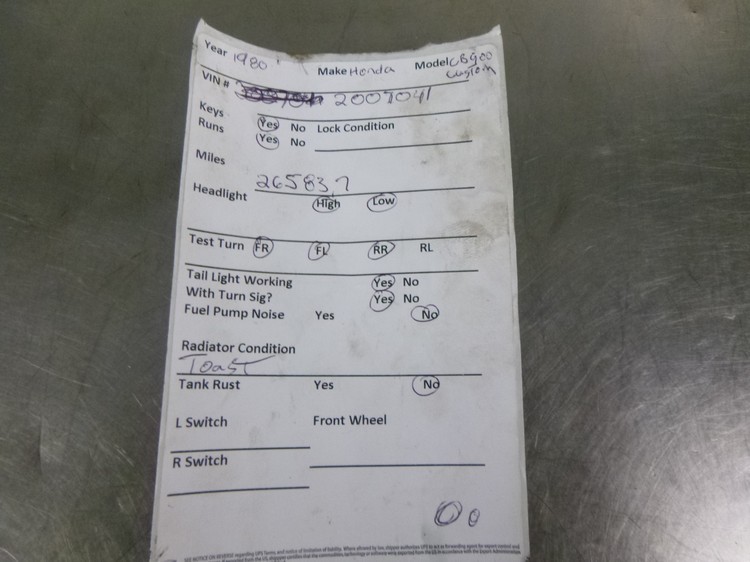 Year 1980 Make Honda Model CB900 Custom
VIN # 2007041
Keys Yes No Lock Condition
Runs Yes No
Miles 26583.7
Headlight High Low
Test Turn FR FL RR RL
Tail Light Working Yes No
With Turn Sig? Yes No
Fuel Pump Noise Yes No
Radiator Condition
Toast
Tank Rust Yes No
L Switch Front Wheel
R Switch